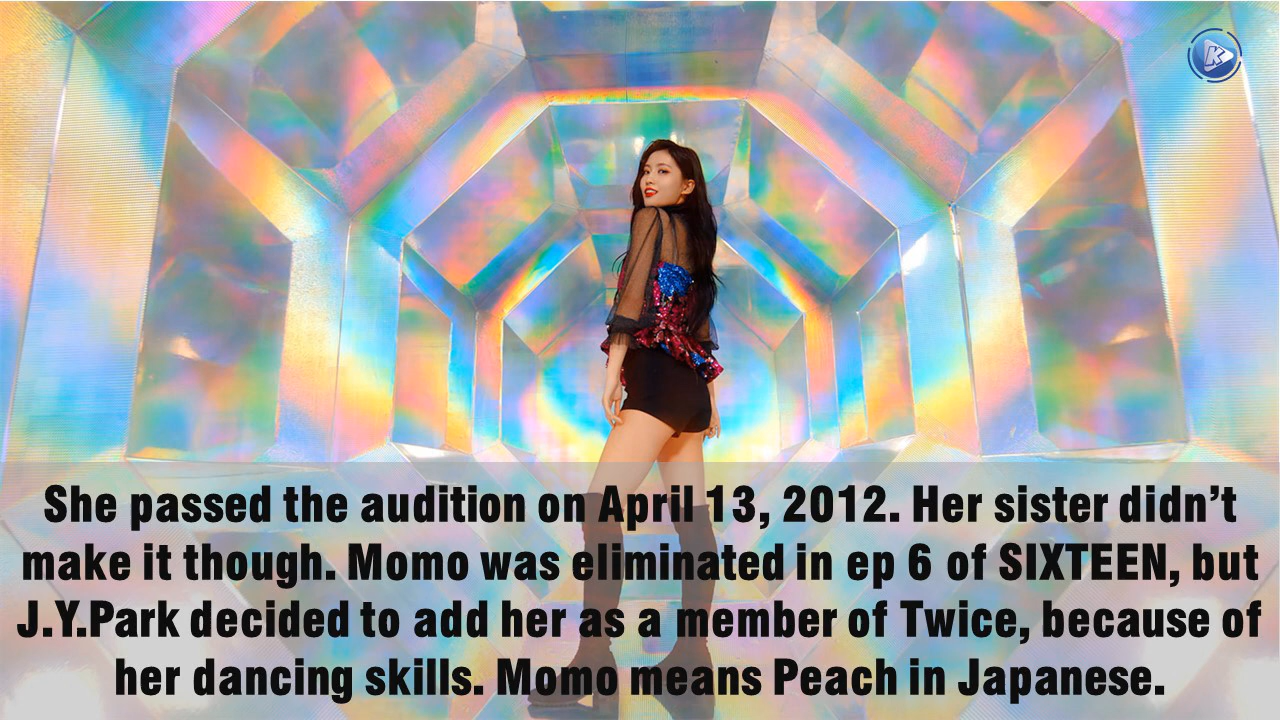 K
She passed the audition on April 13, 2012. Her sister didn’t
make it though. Momo was eliminated in ep 6 of SIXTEEN, but
J.Y.Park decided to add her as a member of Twice, because of
her dancing skills. Momo means Peach in Japanese.